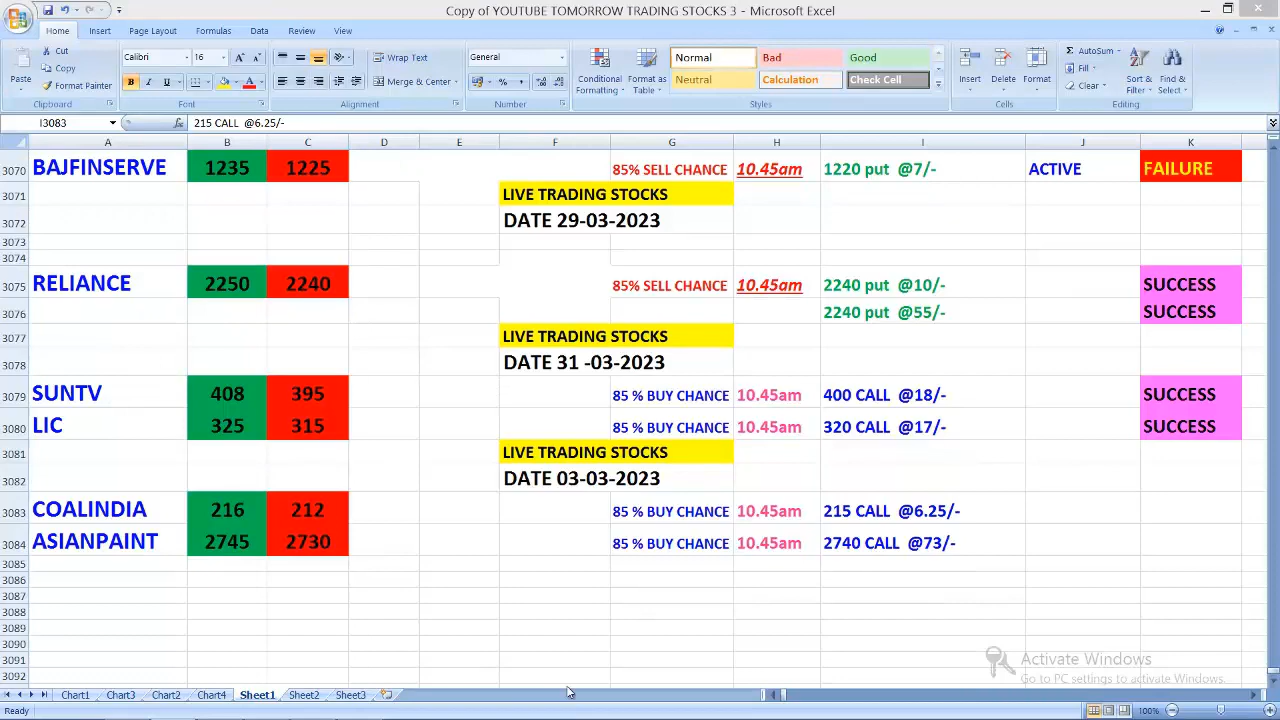 Copy of YOUTUBE TOMORROW TRADING STOCKS 3 - Microsoft Excel
Home Insert Page Layout Formulas Data Review View
Paste Cut Copy Format Painter Clipboard
Calibri 16 A A B I U A Font
Wrap Text Merge & Center Alignment
General % , Number
Conditional Formatting Format as Table Normal Bad Good Neutral Calculation Check Cell Styles
Insert Delete Format Cells
Σ AutoSum Fill Clear Sort & Filter Find & Select Editing
I3083 fx 215 CALL @6.25/-
A B C D E F G H I J K
3070 BAJFINSERVE 1235 1225 85% SELL CHANCE 10.45am 1220 put @7/- ACTIVE FAILURE
3071 LIVE TRADING STOCKS
3072 DATE 29-03-2023
3073
3074
3075 RELIANCE 2250 2240 85% SELL CHANCE 10.45am 2240 put @10/- SUCCESS
3076 2240 put @55/- SUCCESS
3077 LIVE TRADING STOCKS
3078 DATE 31 -03-2023
3079 SUNTV 408 395 85 % BUY CHANCE 10.45am 400 CALL @18/- SUCCESS
3080 LIC 325 315 85 % BUY CHANCE 10.45am 320 CALL @17/- SUCCESS
3081 LIVE TRADING STOCKS
3082 DATE 03-03-2023
3083 COALINDIA 216 212 85 % BUY CHANCE 10.45am 215 CALL @6.25/-
3084 ASIANPAINT 2745 2730 85 % BUY CHANCE 10.45am 2740 CALL @73/-
3085
3086
3087
3088
3089
3090
3091
3092
Activate Windows
Go to PC settings to activate Windows.
Chart1 Chart3 Chart2 Chart4 Sheet1 Sheet2 Sheet3
Ready 100%